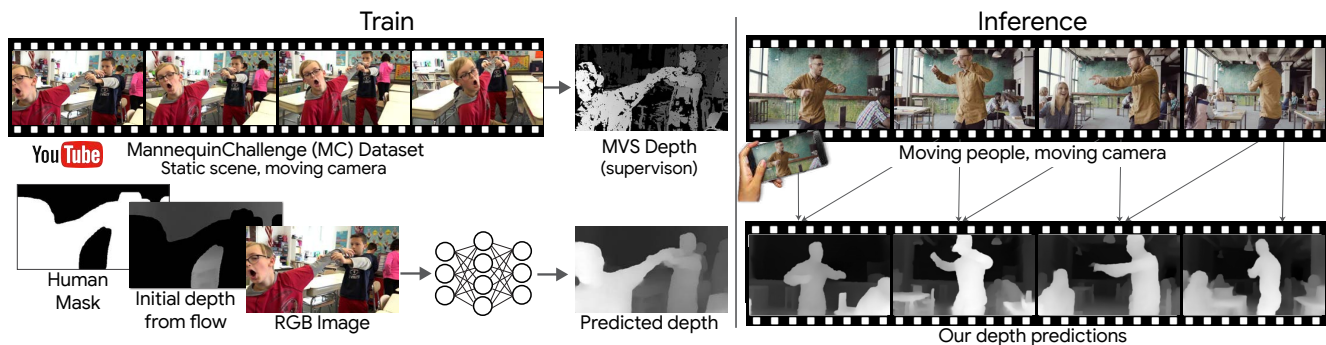 Train
YouTube
MannequinChallenge (MC) Dataset
Static scene, moving camera
MVS Depth
(supervison)
Human
Mask
Initial depth
from flow
RGB Image
Predicted depth
Inference
Moving people, moving camera
Our depth predictions